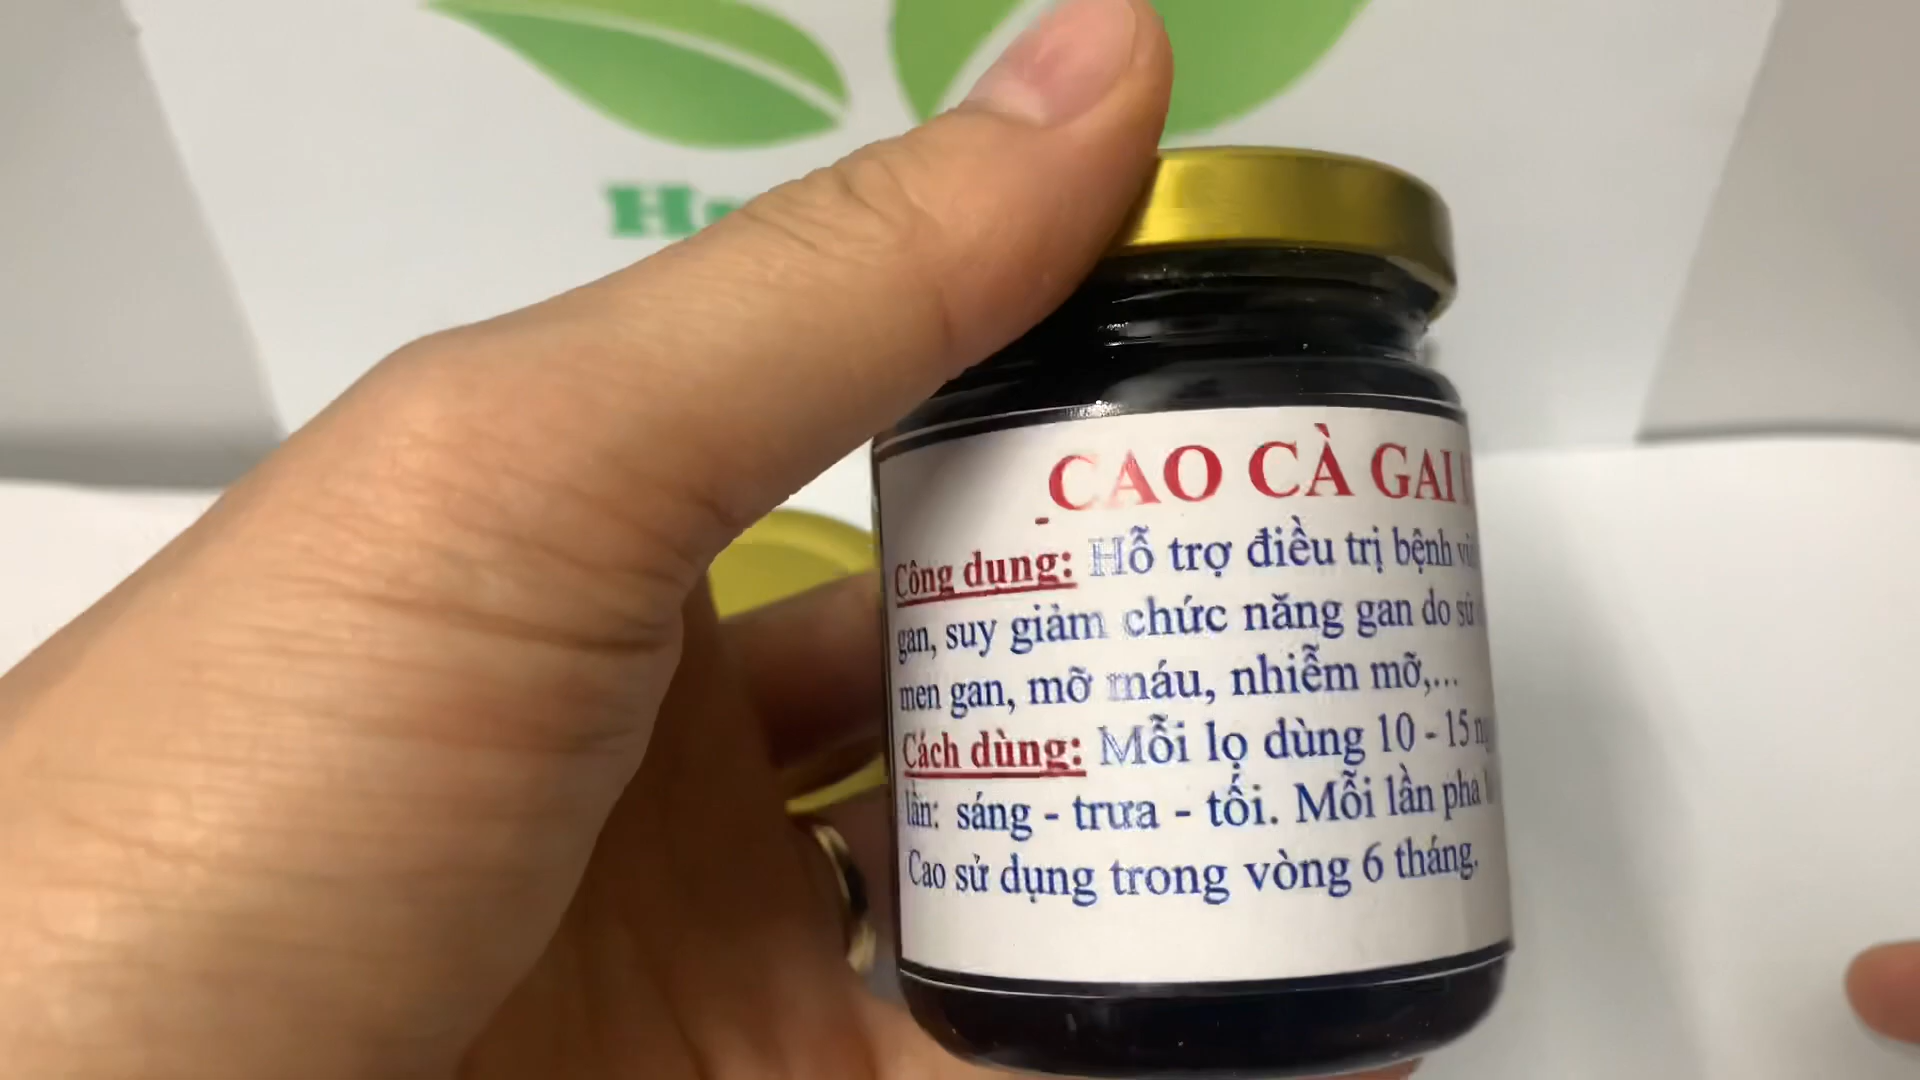 CAO CÀ GAI
Công dụng: Hỗ trợ điều trị bệnh
gan, suy giảm chức năng gan do sử
men gan, mỡ máu, nhiễm mỡ,...
Cách dùng: Mỗi lọ dùng 10 - 15
lần: sáng - trưa - tối. Mỗi lần pha
Cao sử dụng trong vòng 6 tháng.